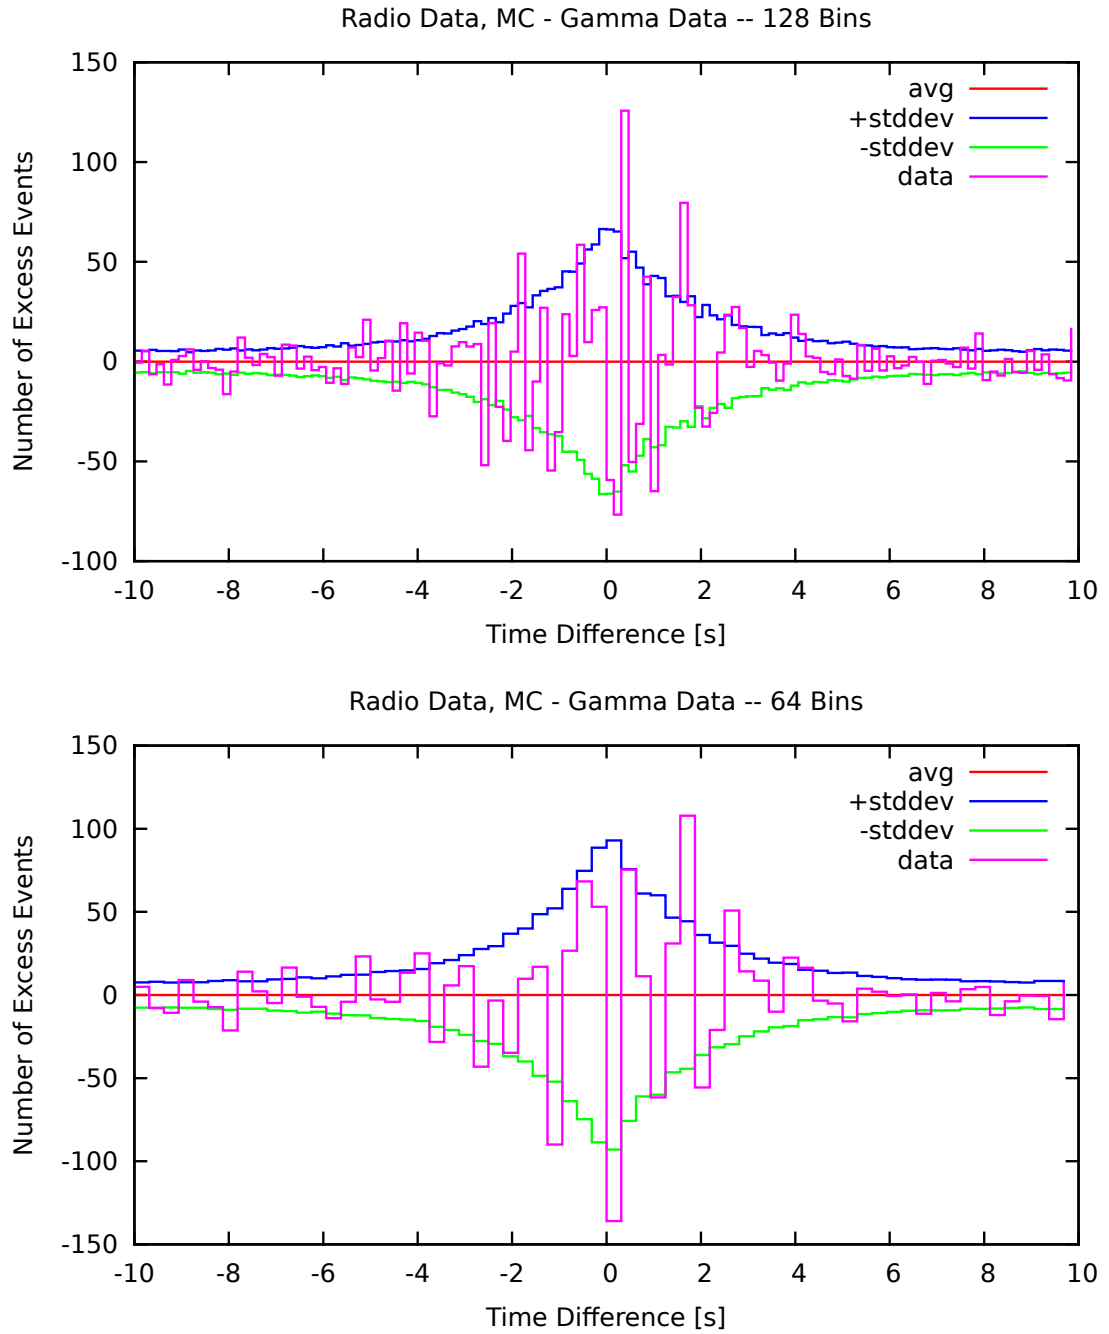 Radio Data, MC - Gamma Data -- 128 Bins
150
100
50
0
-50
-100
Number of Excess Events
avg
+stddev
-stddev
data
-10 -8 -6 -4 -2 0 2 4 6 8 10
Time Difference [s]
Radio Data, MC - Gamma Data -- 64 Bins
150
100
50
0
-50
-100
-150
Number of Excess Events
avg
+stddev
-stddev
data
-10 -8 -6 -4 -2 0 2 4 6 8 10
Time Difference [s]